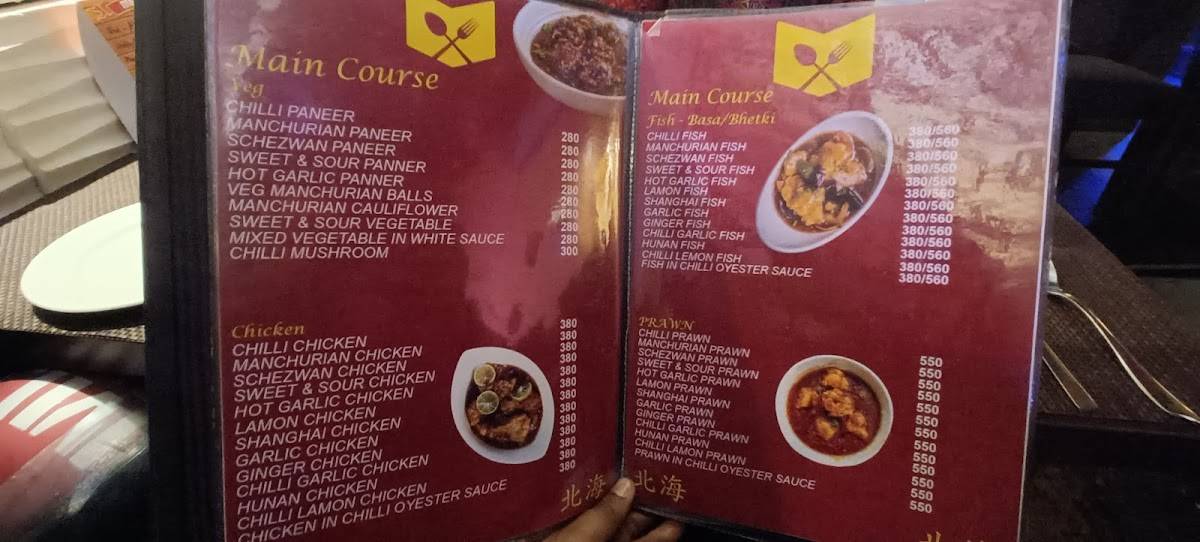 Main Course
Veg
CHILLI PANEER 280
MANCHURIAN PANEER 280
SCHEZWAN PANEER 280
SWEET & SOUR PANNER 280
HOT GARLIC PANNER 280
VEG MANCHURIAN BALLS 280
MANCHURIAN CAULIFLOWER 280
SWEET & SOUR VEGETABLE 280
MIXED VEGETABLE IN WHITE SAUCE 280
CHILLI MUSHROOM 300
Chicken
CHILLI CHICKEN 380
MANCHURIAN CHICKEN 380
SCHEZWAN CHICKEN 380
SWEET & SOUR CHICKEN 380
HOT GARLIC CHICKEN 380
LAMON CHICKEN 380
SHANGHAI CHICKEN 380
GARLIC CHICKEN 380
GINGER CHICKEN 380
CHILLI GARLIC CHICKEN 380
HUNAN CHICKEN 380
CHILLI LAMON CHICKEN 380
CHICKEN IN CHILLI OYESTER SAUCE 380
北海
Main Course
Fish - Basa/Bhetki
CHILLI FISH 380/560
MANCHURIAN FISH 380/560
SCHEZWAN FISH 380/560
SWEET & SOUR FISH 380/560
HOT GARLIC FISH 380/560
LAMON FISH 380/560
SHANGHAI FISH 380/560
GARLIC FISH 380/560
GINGER FISH 380/560
CHILLI GARLIC FISH 380/560
HUNAN FISH 380/560
CHILLI LEMON FISH 380/560
FISH IN CHILLI OYESTER SAUCE 380/560
PRAWN
CHILLI PRAWN 550
MANCHURIAN PRAWN 550
SCHEZWAN PRAWN 550
SWEET & SOUR PRAWN 550
HOT GARLIC PRAWN 550
LAMON PRAWN 550
SHANGHAI PRAWN 550
GARLIC PRAWN 550
GINGER PRAWN 550
CHILLI GARLIC PRAWN 550
HUNAN PRAWN 550
CHILLI LAMON PRAWN 550
PRAWN IN CHILLI OYESTER SAUCE 550
北海